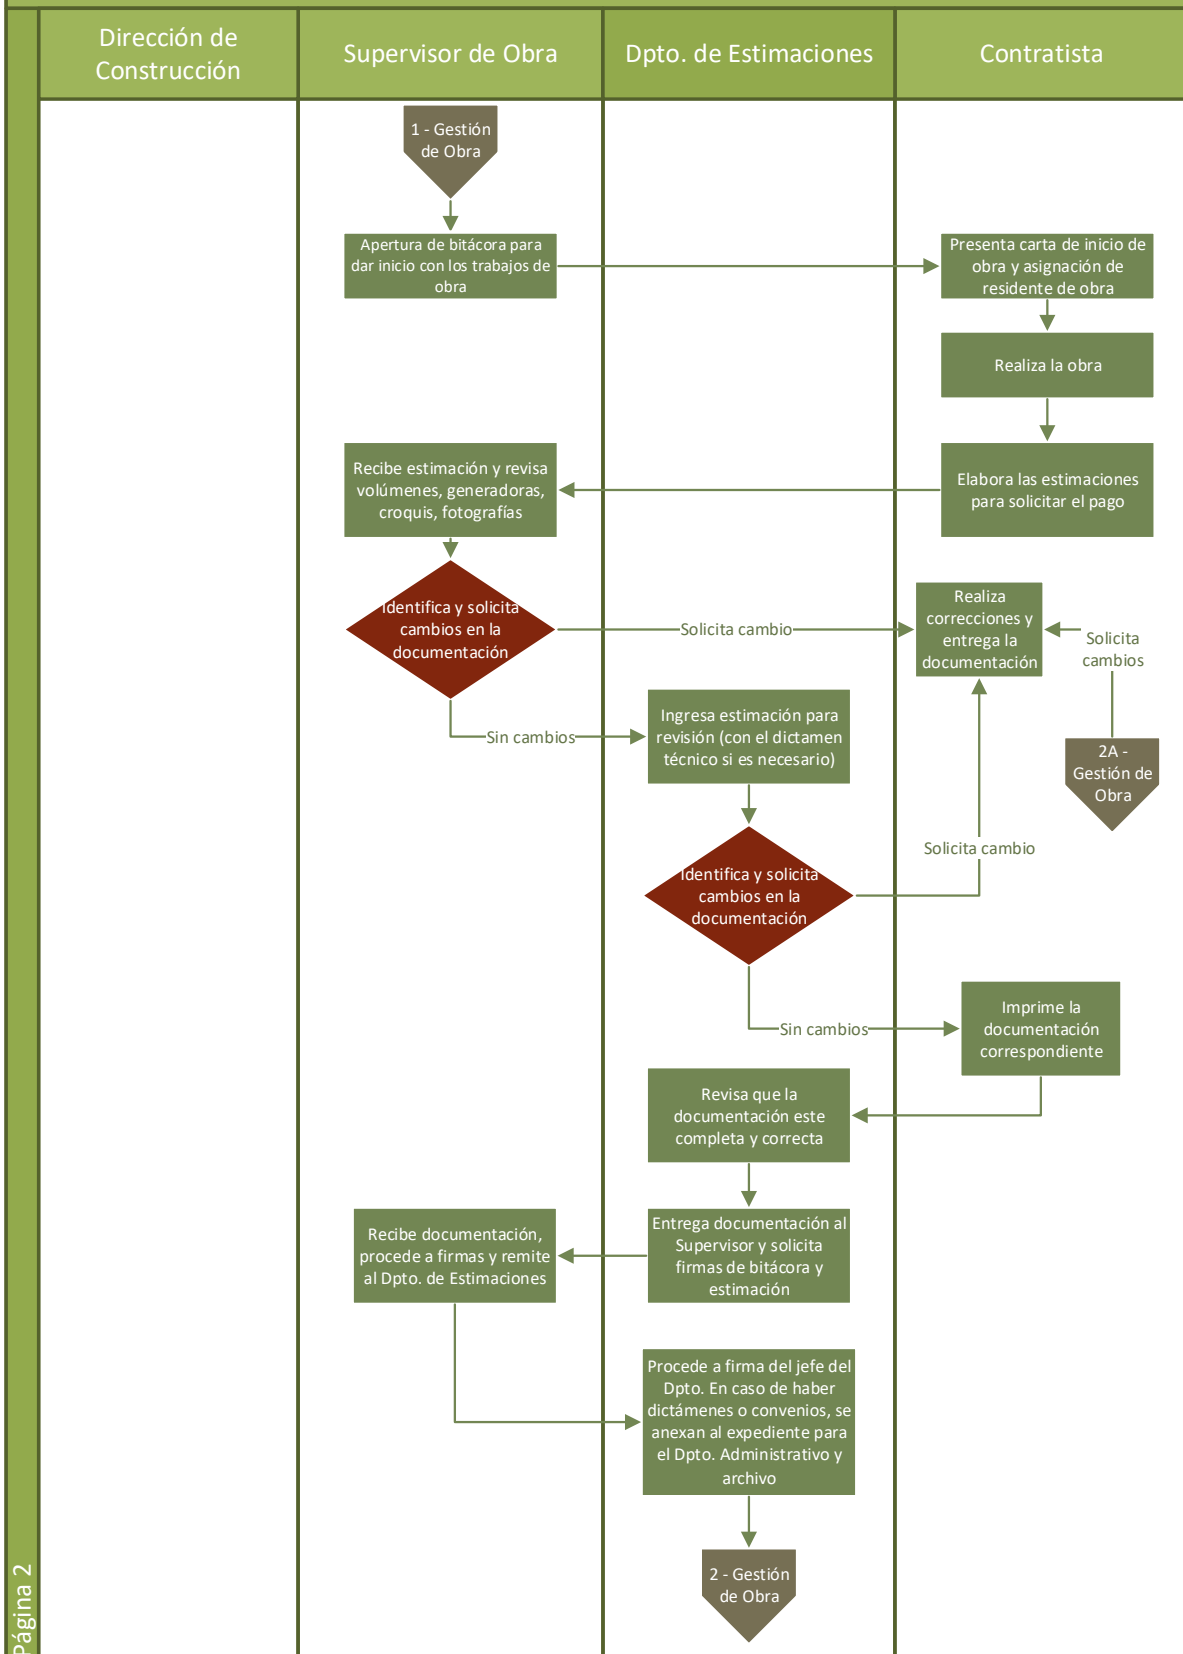 Dirección de
Construcción
Supervisor de Obra
Dpto. de Estimaciones
Contratista
1 - Gestión
de Obra
Apertura de bitácora para
dar inicio con los trabajos de
obra
Presenta carta de inicio de
obra y asignación de
residente de obra
Realiza la obra
Recibe estimación y revisa
volúmenes, generadoras,
croquis, fotografías
Elabora las estimaciones
para solicitar el pago
Identifica y solicita
cambios en la
documentación
Solicita cambio
Realiza
correcciones y
entrega la
documentación
Solicita
cambios
Sin cambios
Ingresa estimación para
revisión (con el dictamen
técnico si es necesario)
2A -
Gestión de
Obra
Identifica y solicita
cambios en la
documentación
Solicita cambio
Sin cambios
Imprime la
documentación
correspondiente
Revisa que la
documentación este
completa y correcta
Recibe documentación,
procede a firmas y remite
al Dpto. de Estimaciones
Entrega documentación al
Supervisor y solicita
firmas de bitácora y
estimación
Procede a firma del jefe del
Dpto. En caso de haber
dictámenes o convenios, se
anexan al expediente para
el Dpto. Administrativo y
archivo
2 - Gestión
de Obra
Página 2